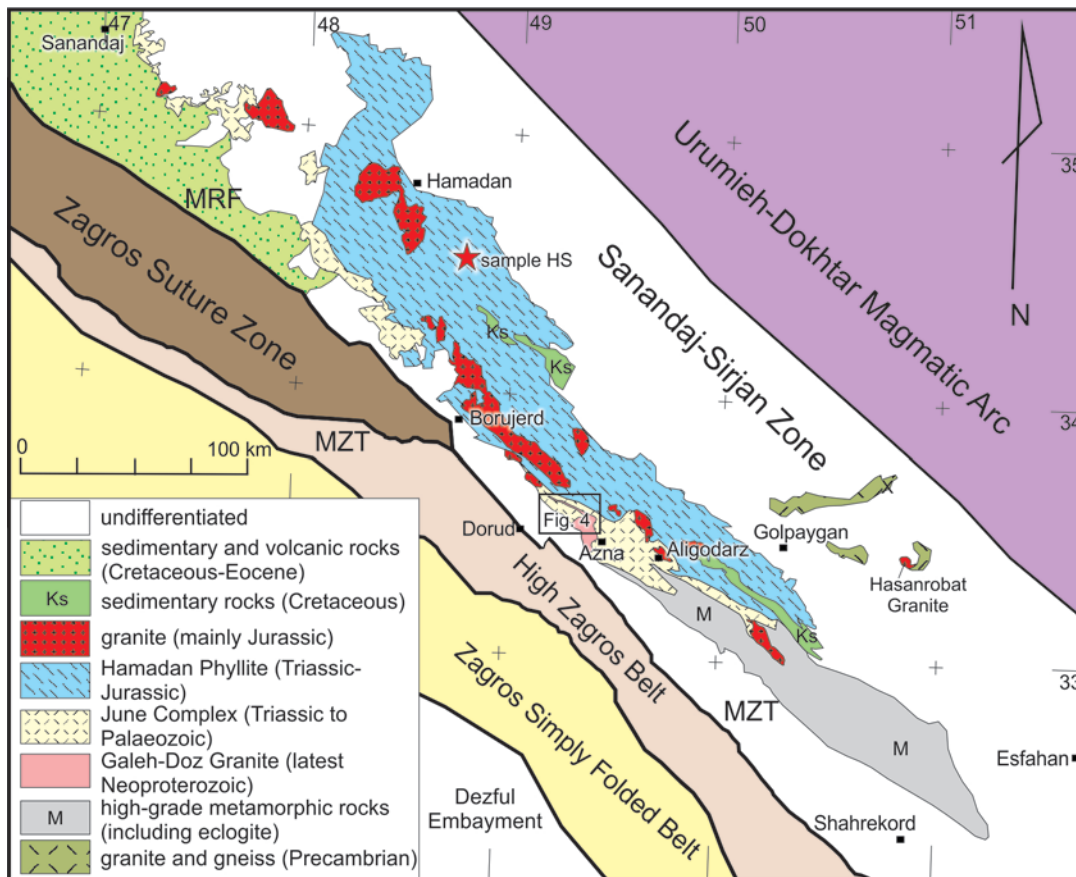 47
48
49
50
51
Sanandaj
Hamadan
35
MRF
Urumieh-Dokhtar Magmatic Arc
Zagros Suture Zone
sample HS
Sanandaj-Sirjan Zone
N
Ks
Ks
34
0
100 km
MZT
Borujerd
X
Dorud
Fig. 4
Azna
Aligodarz
Golpaygan
Hasanrobat
Granite
High Zagros Belt
M
Ks
33
Zagros Simply Folded Belt
MZT
M
Esfahan
Dezful
Embayment
Shahrekord
undifferentiated
sedimentary and volcanic rocks
(Cretaceous-Eocene)
Ks
sedimentary rocks (Cretaceous)
granite (mainly Jurassic)
Hamadan Phyllite (Triassic-
Jurassic)
June Complex (Triassic to
Palaeozoic)
Galeh-Doz Granite (latest
Neoproterozoic)
M
high-grade metamorphic rocks
(including eclogite)
granite and gneiss (Precambrian)